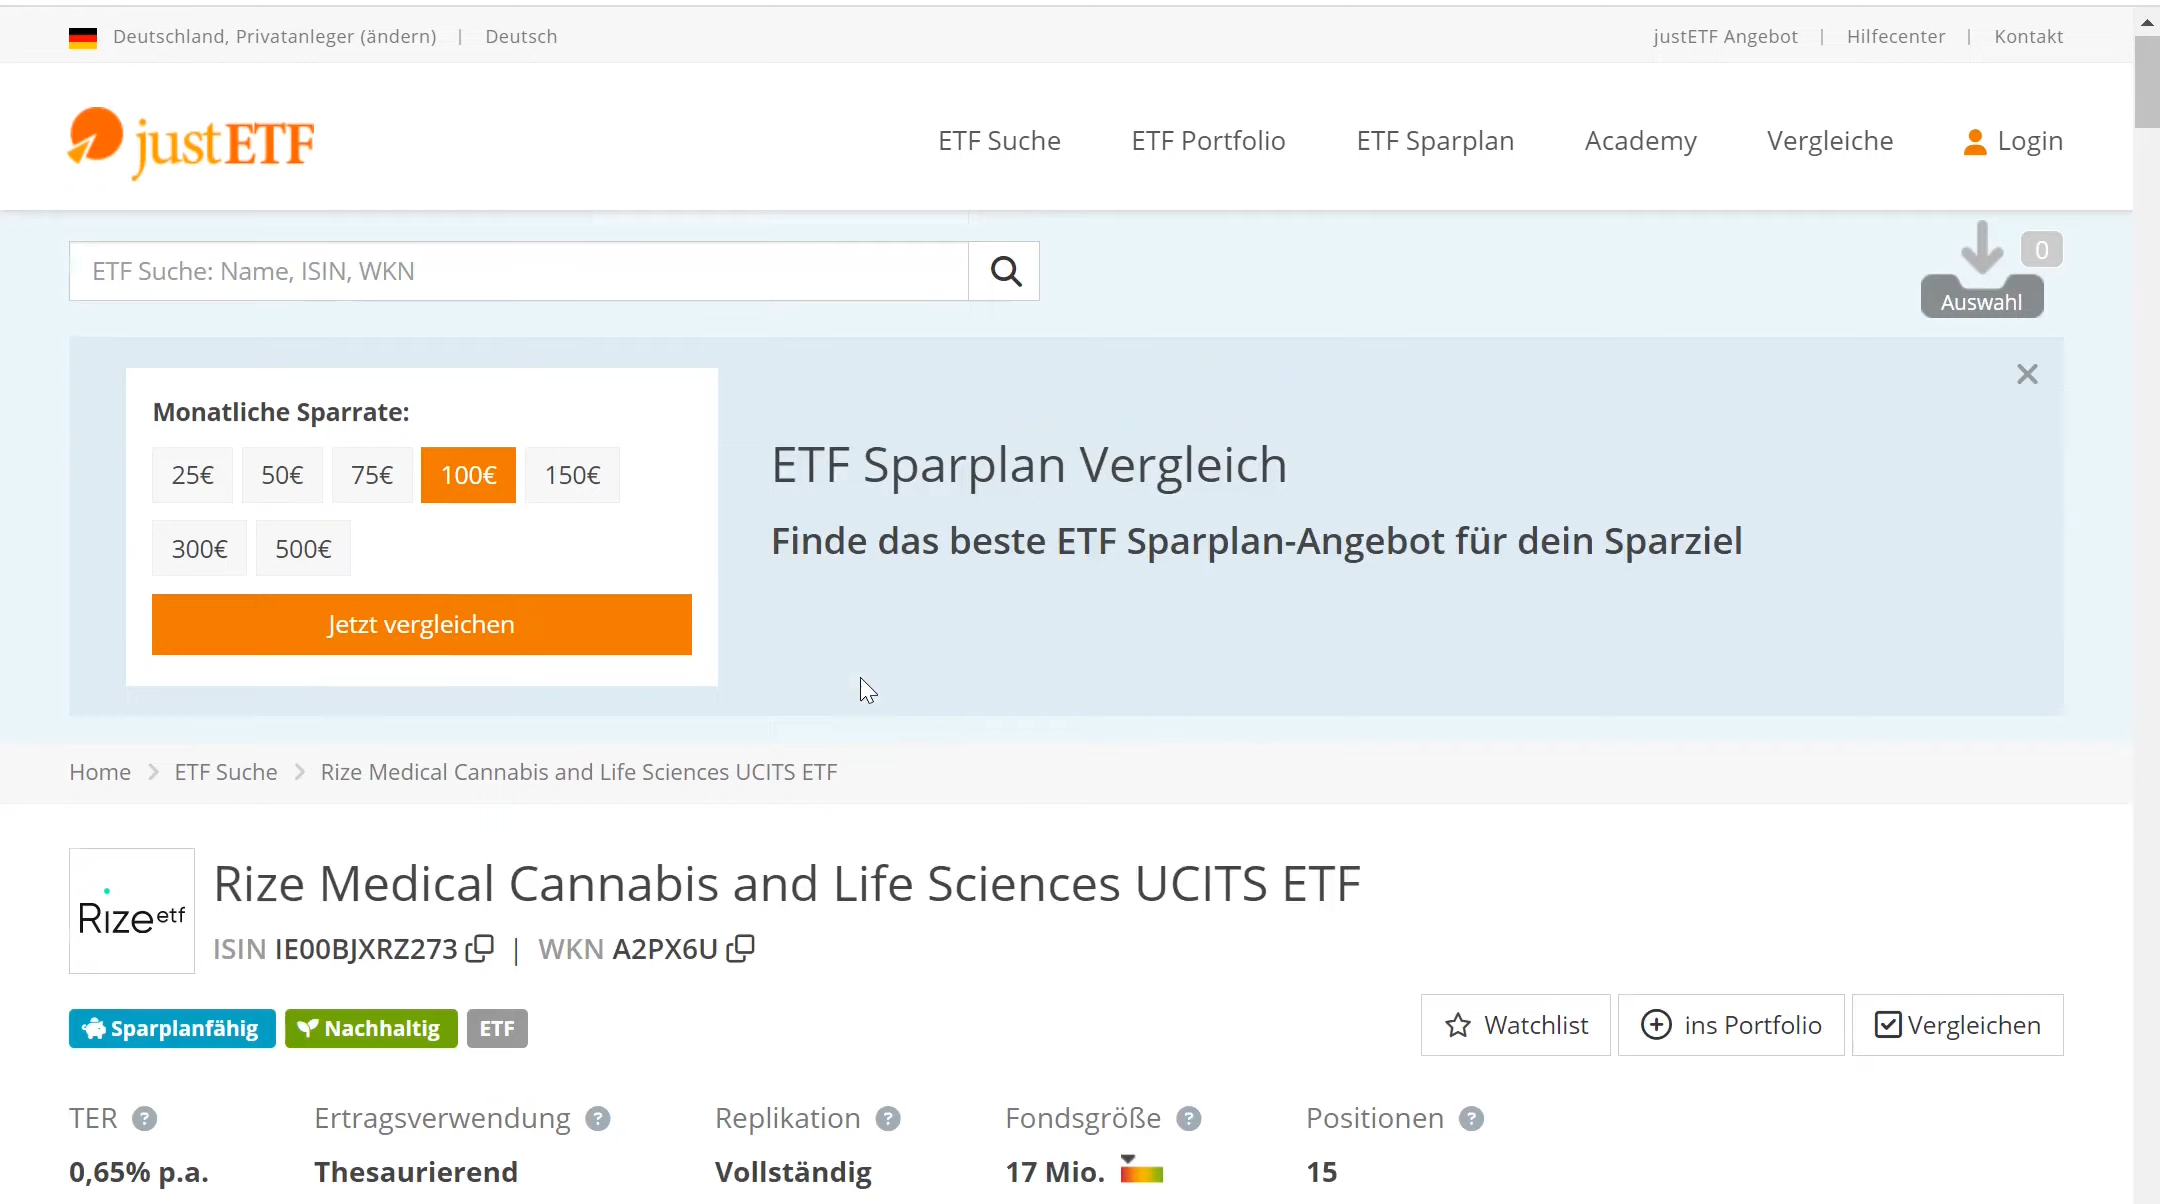 Deutschland, Privatanleger (ändern) | Deutsch
justETF Angebot | Hilfecenter | Kontakt
justETF
ETF Suche ETF Portfolio ETF Sparplan Academy Vergleiche Login
ETF Suche: Name, ISIN, WKN
0
Auswahl
Monatliche Sparrate:
25€ 50€ 75€ 100€ 150€
300€ 500€
Jetzt vergleichen
ETF Sparplan Vergleich
Finde das beste ETF Sparplan-Angebot für dein Sparziel
Home > ETF Suche > Rize Medical Cannabis and Life Sciences UCITS ETF
Rize etf
Rize Medical Cannabis and Life Sciences UCITS ETF
ISIN IE00BJXRZ273 | WKN A2PX6U
Sparplanfähig Nachhaltig ETF
Watchlist ins Portfolio Vergleichen
TER ? Ertragsverwendung ? Replikation ? Fondsgröße ? Positionen ?
0,65% p.a. Thesaurierend Vollständig 17 Mio. 15